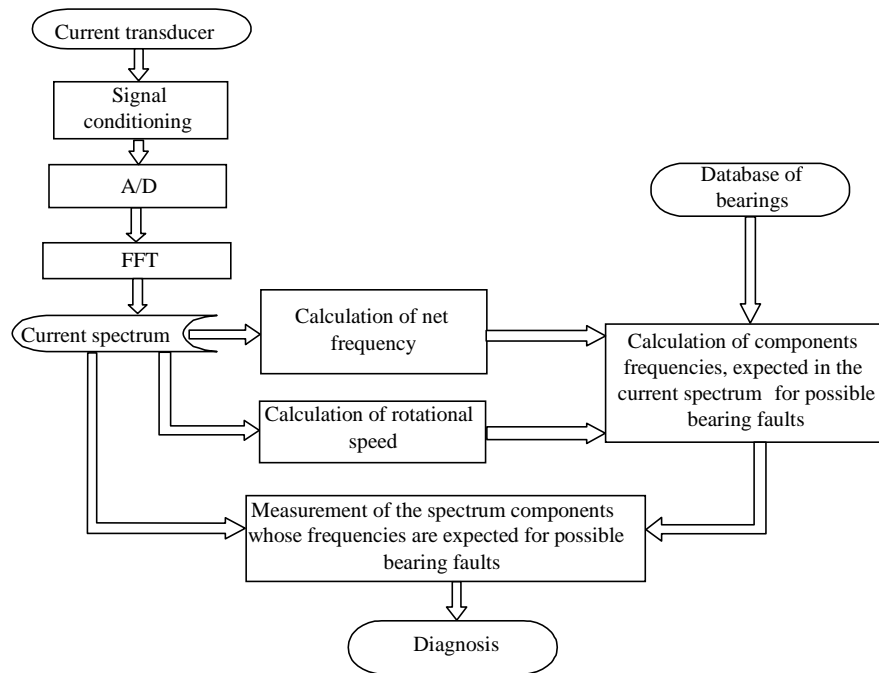 Current transducer
Signal
conditioning
A/D
FFT
Current spectrum
Calculation of net
frequency
Calculation of rotational
speed
Database of
bearings
Calculation of components
frequencies, expected in the
current spectrum for possible
bearing faults
Measurement of the spectrum components
whose frequencies are expected for possible
bearing faults
Diagnosis